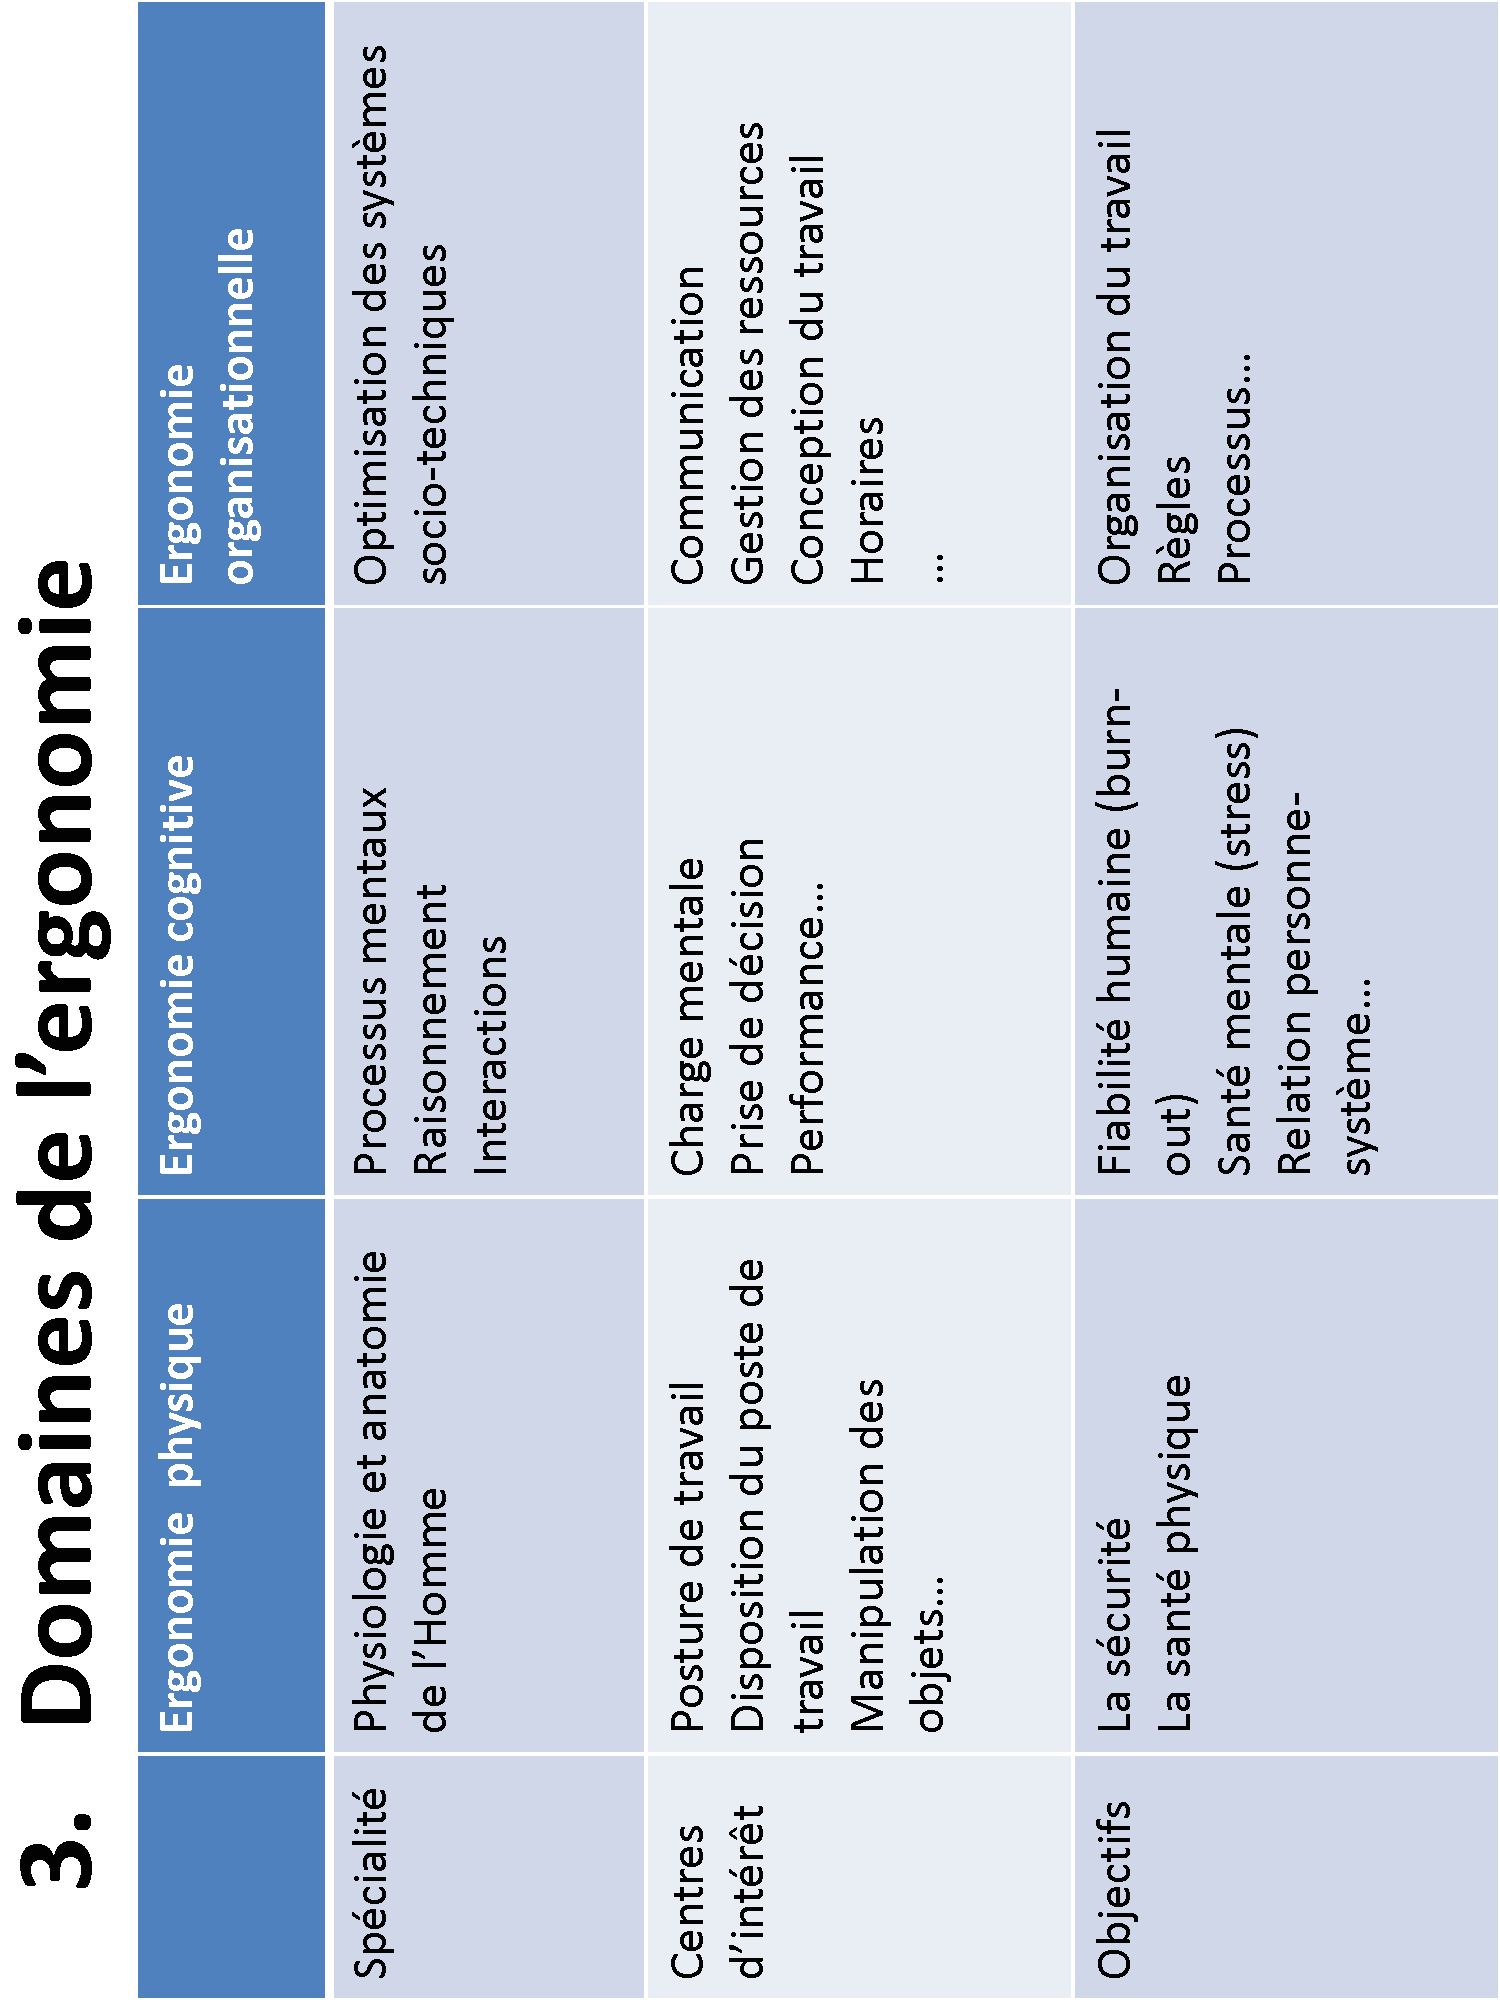 3. Domaines de l’ergonomie
Ergonomie physique
Ergonomie cognitive
Ergonomie
organisationnelle
Spécialité
Physiologie et anatomie
de l’Homme
Processus mentaux
Raisonnement
Interactions
Optimisation des systèmes
socio-techniques
Centres
d’intérêt
Posture de travail
Disposition du poste de
travail
Manipulation des
objets…
Charge mentale
Prise de décision
Performance…
Communication
Gestion des ressources
Conception du travail
Horaires
…
Objectifs
La sécurité
La santé physique
Fiabilité humaine (burn-
out)
Santé mentale (stress)
Relation personne-
système…
Organisation du travail
Règles
Processus…